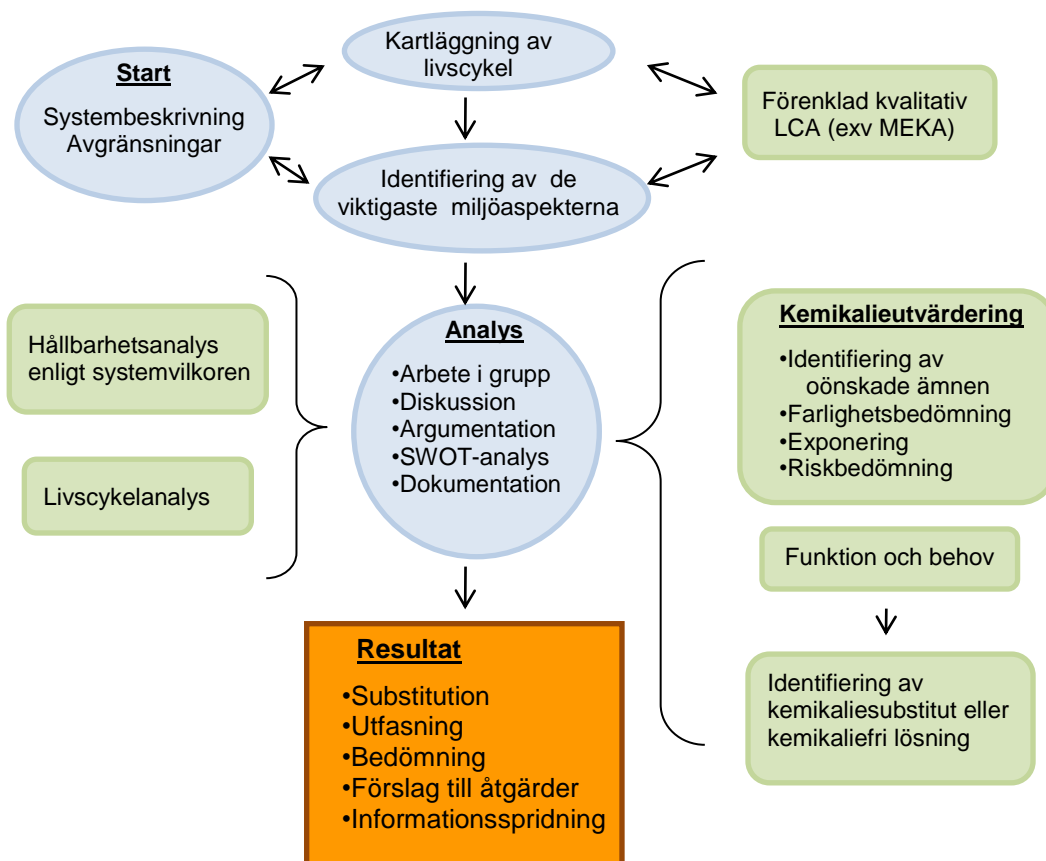 Start
Systembeskrivning
Avgränsningar
Kartläggning av
livscykel
Förenklad kvalitativ
LCA (exv MEKA)
Identifiering av de
viktigaste miljöaspekterna
Hållbarhetsanalys
enligt systemvilkoren
Livscykelanalys
Analys
•Arbete i grupp
•Diskussion
•Argumentation
•SWOT-analys
•Dokumentation
Kemikalieutvärdering
•Identifiering av
oönskade ämnen
•Farlighetsbedömning
•Exponering
•Riskbedömning
Funktion och behov
Identifiering av
kemikaliesubstitut eller
kemikaliefri lösning
Resultat
•Substitution
•Utfasning
•Bedömning
•Förslag till åtgärder
•Informationsspridning